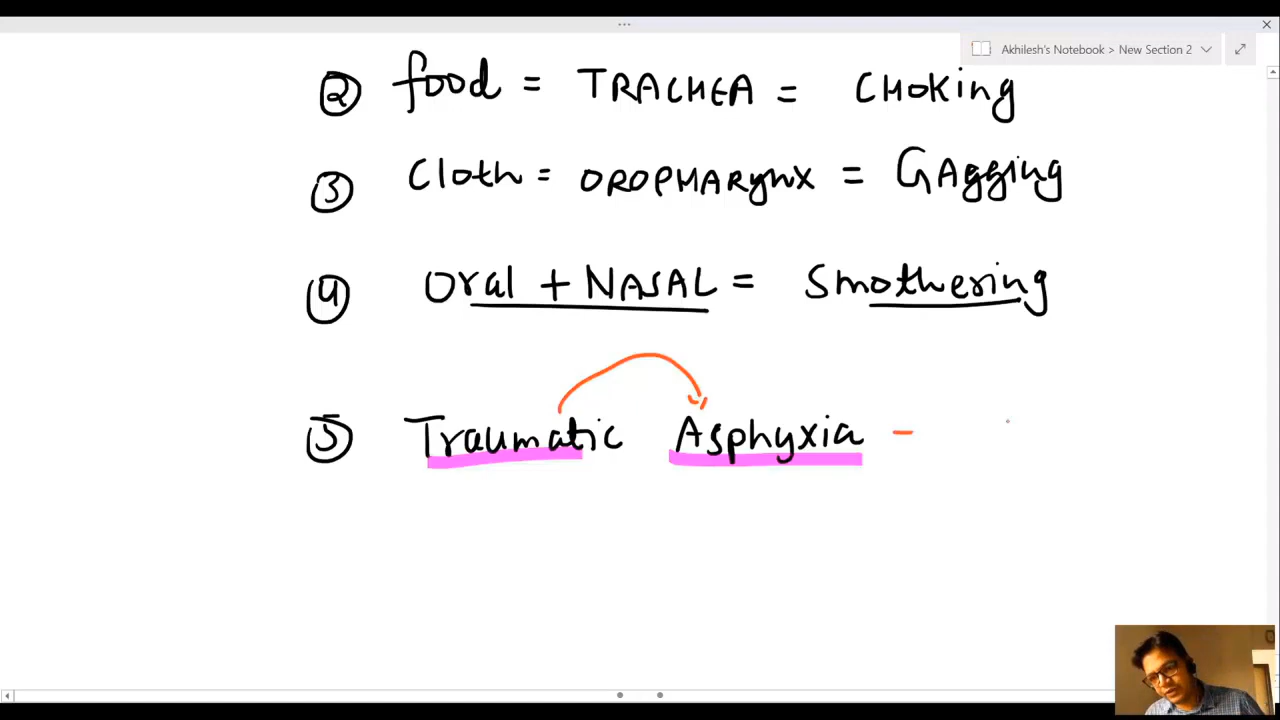 Akhilesh's Notebook > New Section 2
② food = TRACHEA = CHOKing
③ Cloth = OROPHARynX = GAgging
④ Oral + NASAL = Smothering
⑤ Traumatic Asphyxia -